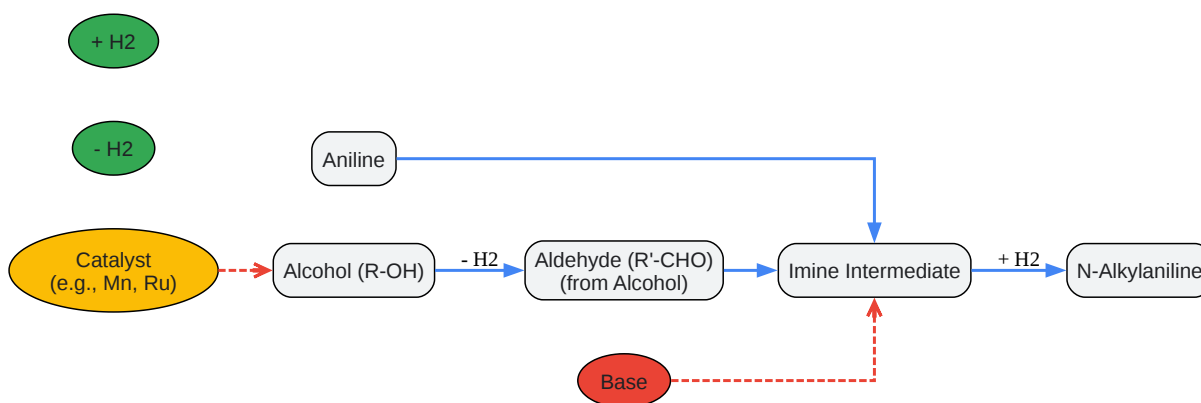 + H2
- H2
Aniline
Catalyst
(e.g., Mn, Ru)
Alcohol (R-OH)
- H2
Aldehyde (R'-CHO)
(from Alcohol)
Imine Intermediate
+ H2
N-Alkylaniline
Base